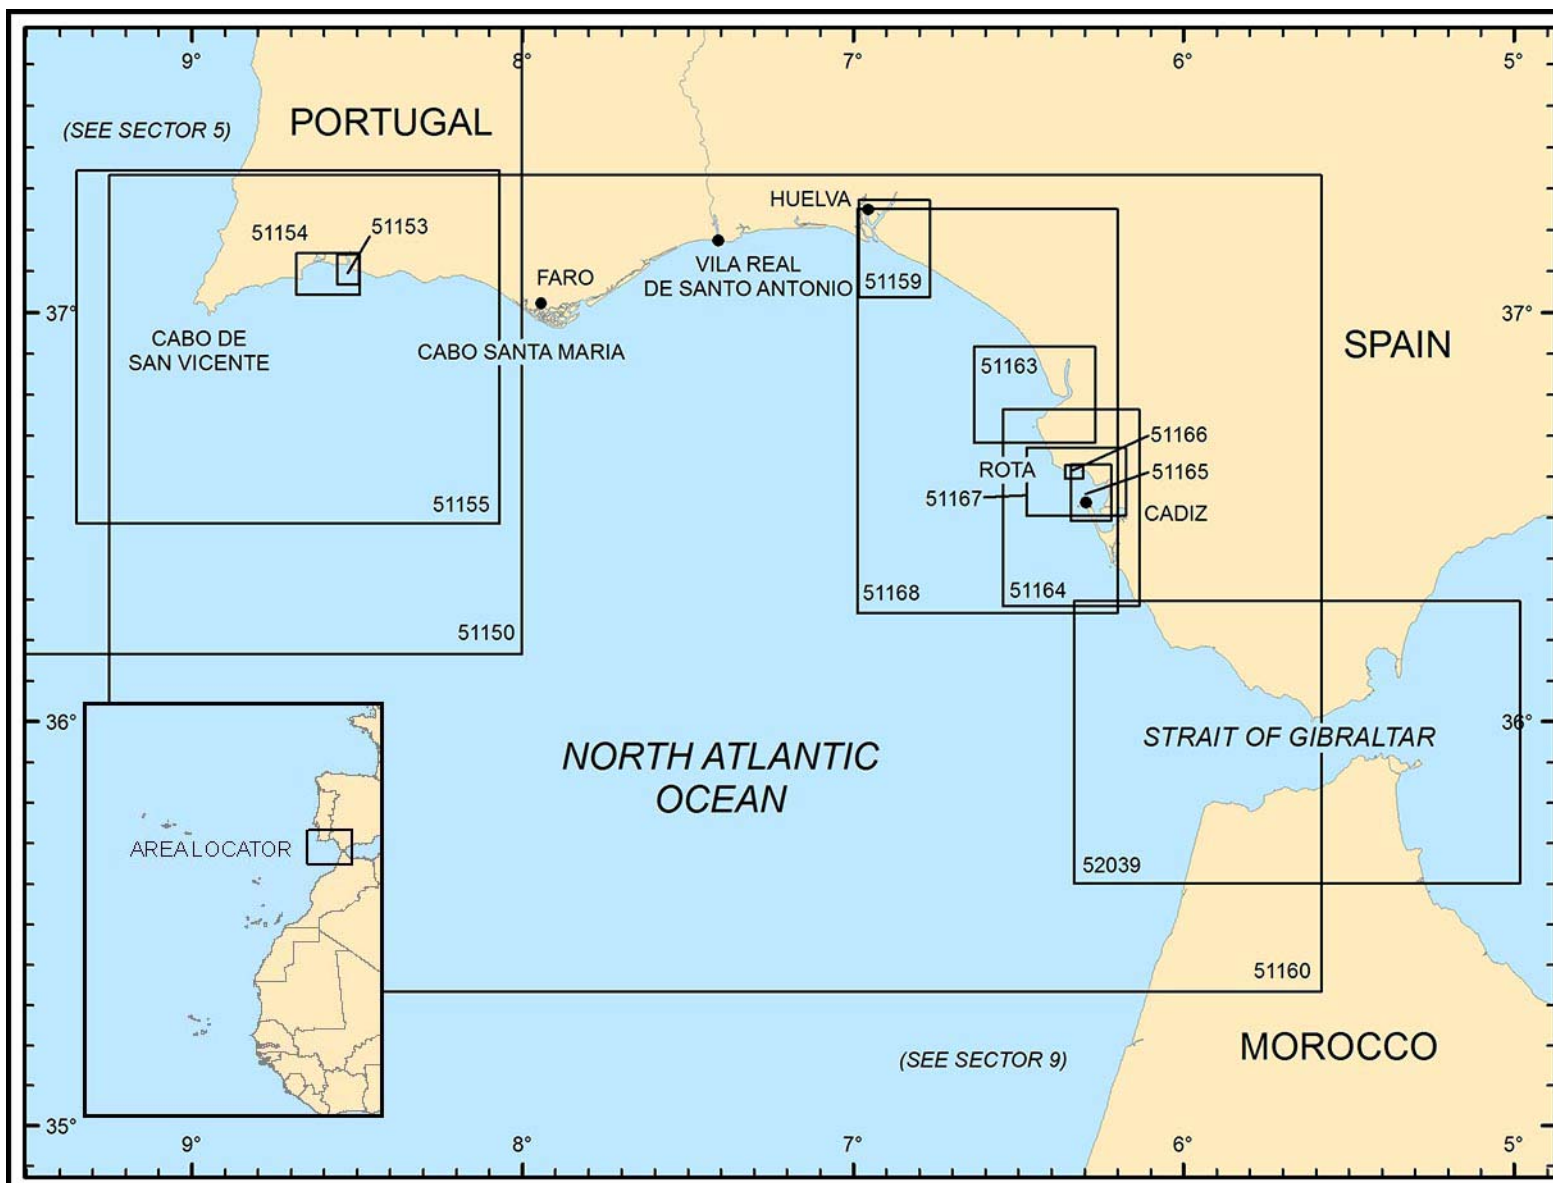 9°
8°
7°
6°
5°
(SEE SECTOR 5)
PORTUGAL
HUELVA
51154
51153
VILA REAL
DE SANTO ANTONIO
FARO
51159
37°
37°
CABO DE
SAN VICENTE
CABO SANTA MARIA
SPAIN
51163
51166
ROTA
51165
51167
CADIZ
51155
51168
51164
51150
36°
36°
STRAIT OF GIBRALTAR
NORTH ATLANTIC
OCEAN
AREA LOCATOR
52039
51160
(SEE SECTOR 9)
MOROCCO
35°
35°
9°
8°
7°
6°
5°